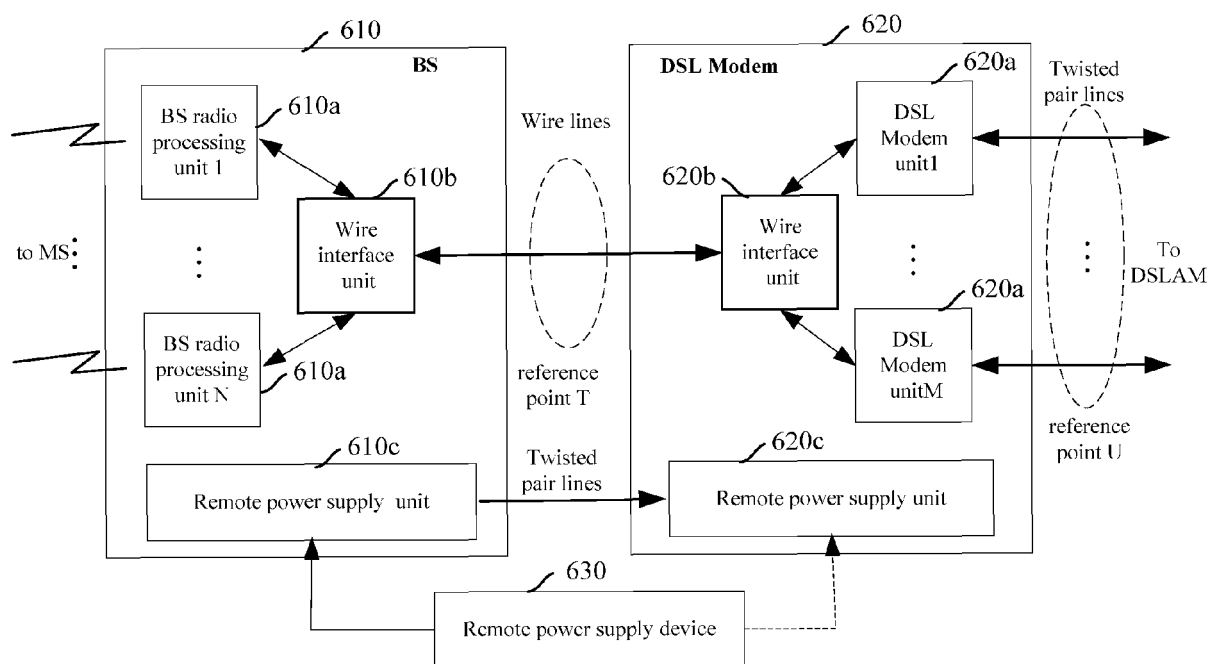 610
620
BS
DSL Modem
610a
620a
BS radio
processing
unit 1
Wire lines
DSL
Modem
unit1
Twisted
pair lines
610b
620b
Wire
interface
unit
Wire
interface
unit
to MS
To
DSLAM
620a
BS radio
processing
unit N
610a
DSL
Modem
unitM
reference
point T
reference
point U
610c
620c
Twisted
pair lines
Remote power supply unit
Remote power supply unit
630
Remote power supply device